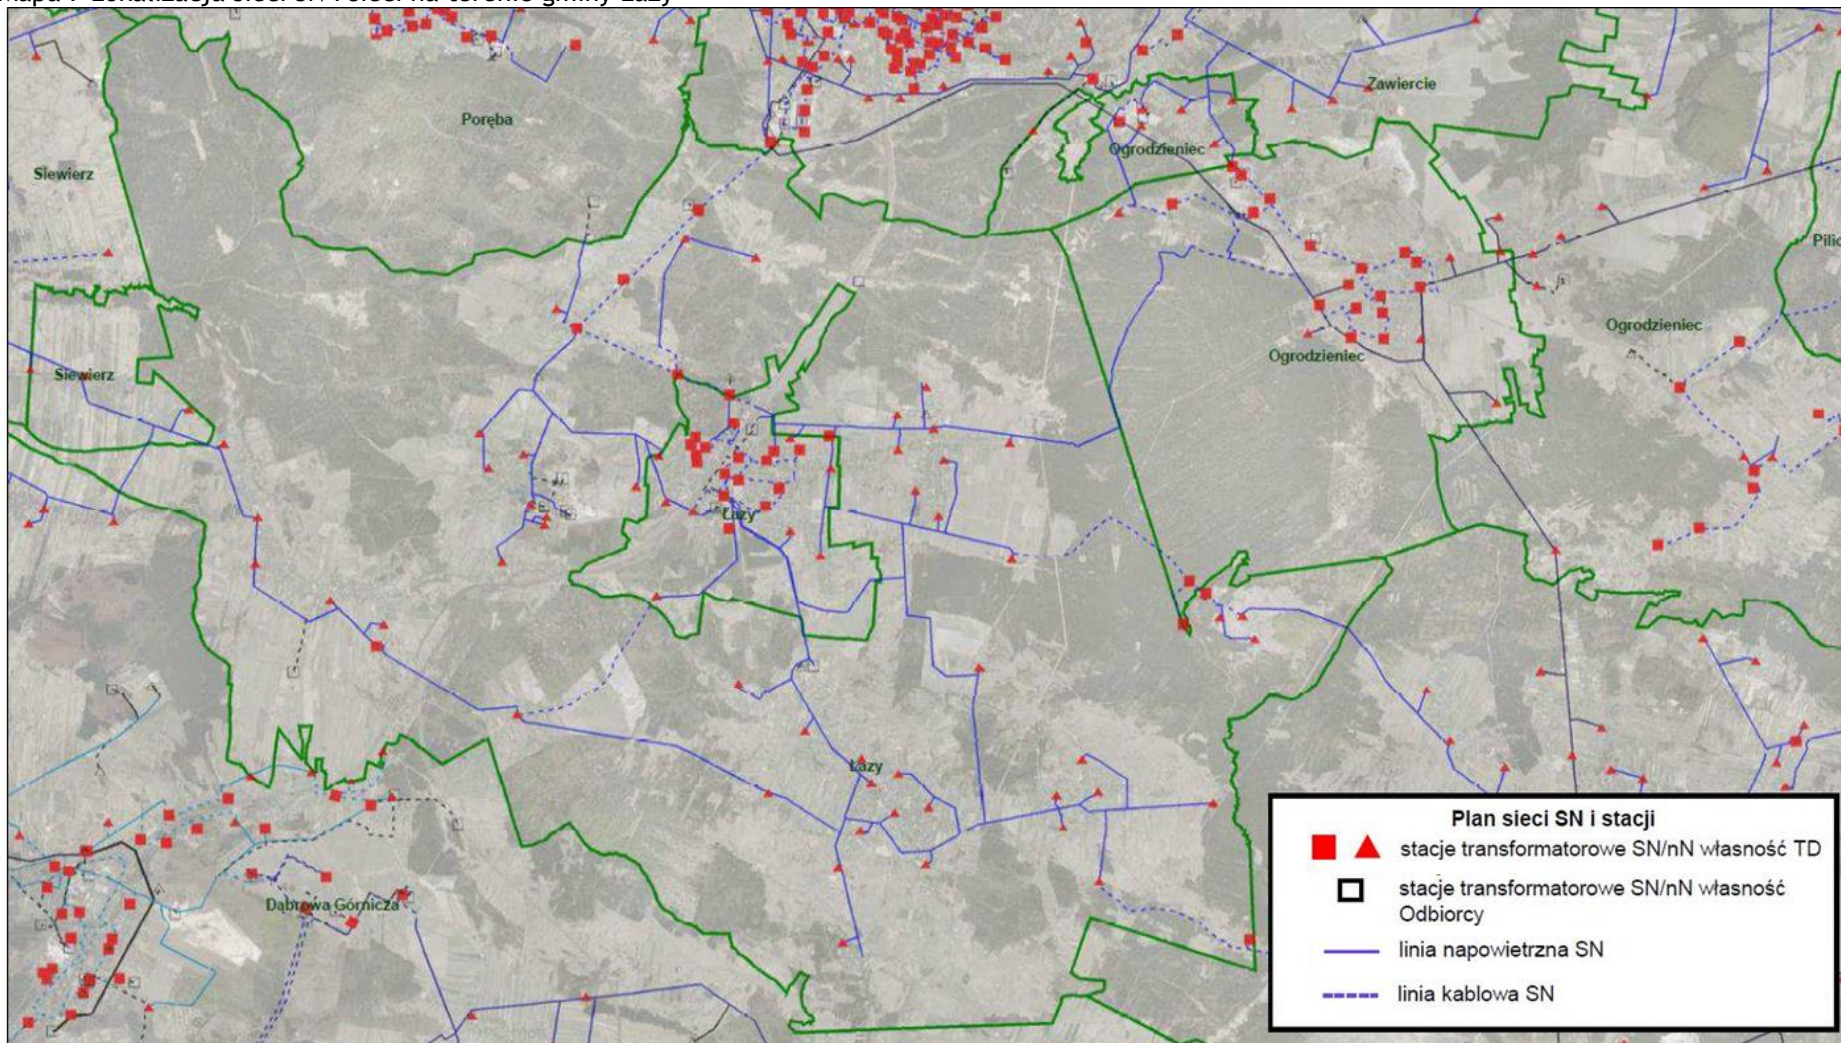 Zawiercie
Poręba
Ogrodzieniec
Siewierz
Ogrodzieniec
Ogrodzieniec
Siewierz
Łazy
Łazy
Dąbrowa Górnicza
Plan sieci SN i stacji
stacje transformatorowe SN/nN własność TD
stacje transformatorowe SN/nN własność
Odbiorcy
linia napowietrzna SN
linia kablowa SN